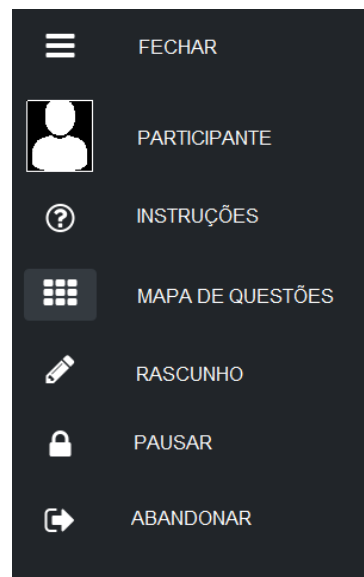 FECHAR
PARTICIPANTE
INSTRUÇÕES
MAPA DE QUESTÕES
RASCUNHO
PAUSAR
ABANDONAR